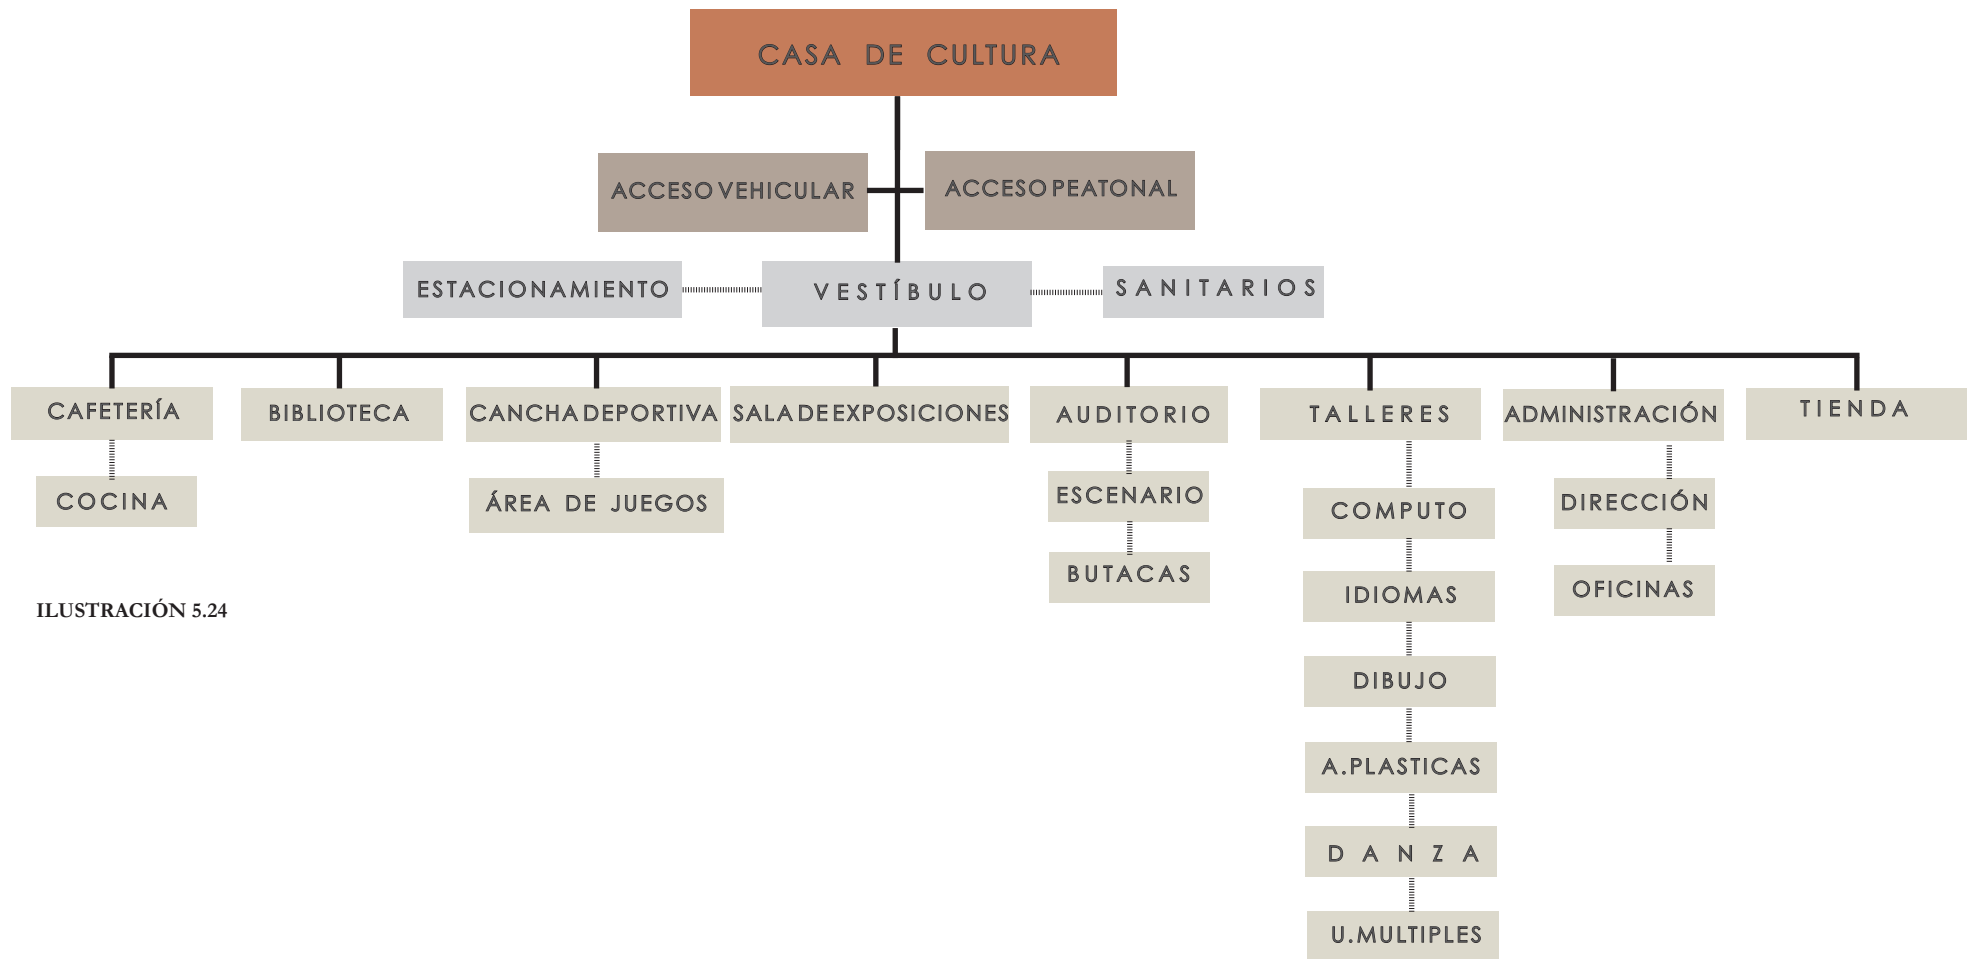 CASA DE CULTURA
ACCESO VEHICULAR
ACCESO PEATONAL
ESTACIONAMIENTO
VESTÍBULO
SANITARIOS
CAFETERÍA
BIBLIOTECA
CANCHA DEPORTIVA
SALA DE EXPOSICIONES
AUDITORIO
TALLERES
ADMINISTRACIÓN
TIENDA
COCINA
ÁREA DE JUEGOS
ESCENARIO
COMPUTO
DIRECCIÓN
BUTACAS
IDIOMAS
OFICINAS
ILUSTRACIÓN 5.24
DIBUJO
A.PLASTICAS
DANZA
U.MULTIPLES